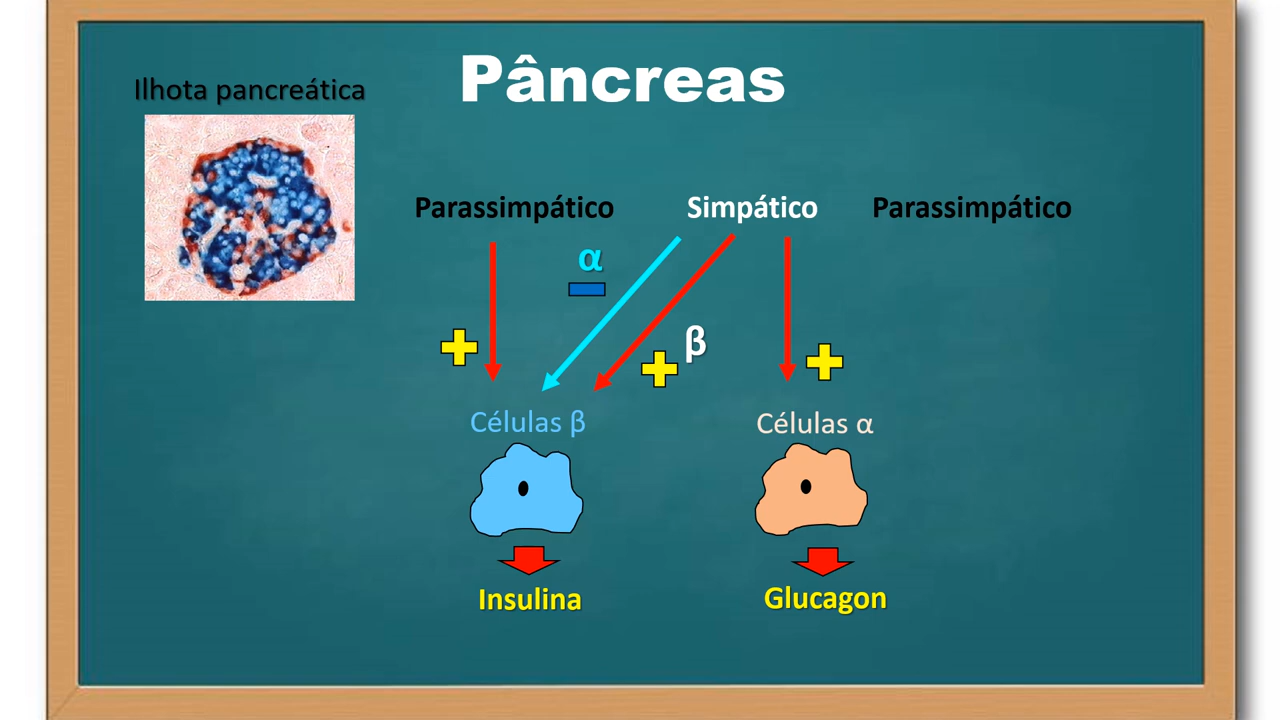 Pâncreas
Ilhota pancreática
Parassimpático
Simpático
Parassimpático
α
β
Células β
Células α
Insulina
Glucagon